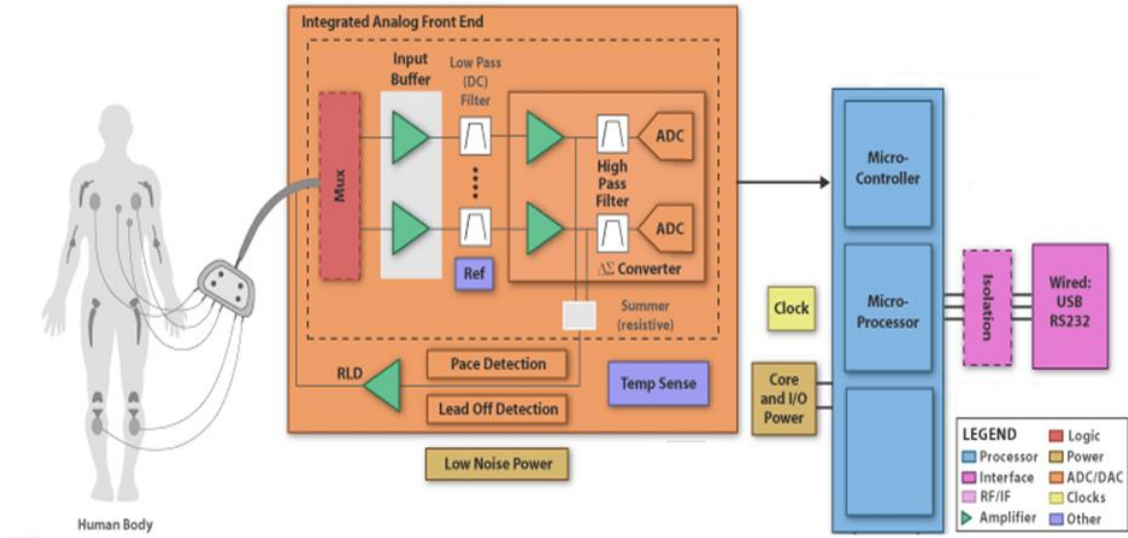 Integrated Analog Front End
Input
Buffer
Low Pass
(DC)
Filter
Mux
ADC
High
Pass
Filter
ADC
Ref
ΔΣ Converter
Summer
(resistive)
RLD
Pace Detection
Lead Off Detection
Temp Sense
Low Noise Power
Human Body
Clock
Core
and I/O
Power
Micro-
Controller
Micro-
Processor
Isolation
Wired:
USB
RS232
LEGEND
Processor
Interface
RF/IF
Amplifier
Logic
Power
ADC/DAC
Clocks
Other